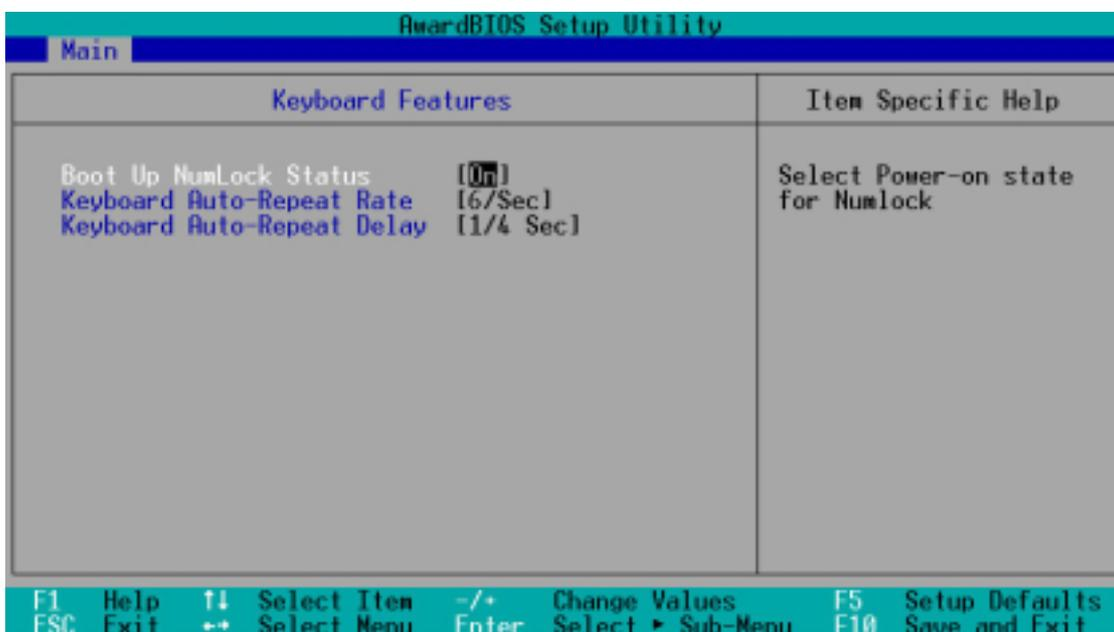 AwardBIOS Setup Utility
Main
Keyboard Features
Item Specific Help
Boot Up NumLock Status [On]
Keyboard Auto-Repeat Rate [6/Sec]
Keyboard Auto-Repeat Delay [1/4 Sec]
Select Power-on state
for Numlock
F1 Help ↑↓ Select Item -/+ Change Values F5 Setup Defaults
ESC Exit ←→ Select Menu Enter Select ► Sub-Menu F10 Save and Exit